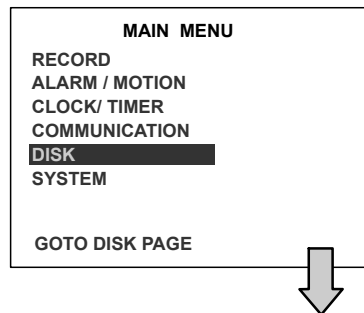 MAIN MENU
RECORD
ALARM / MOTION
CLOCK/ TIMER
COMMUNICATION
DISK
SYSTEM
GOTO DISK PAGE